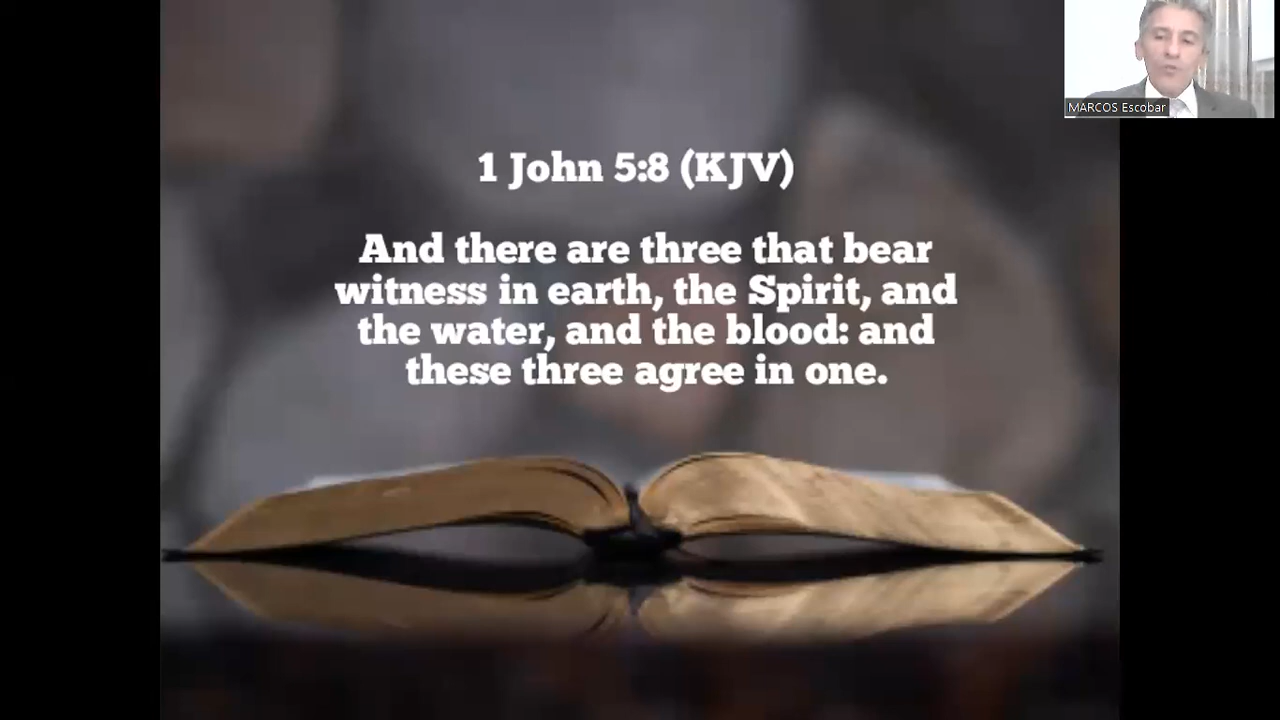 MARCOS Escobar
1 John 5:8 (KJV)
And there are three that bear
witness in earth, the Spirit, and
the water, and the blood: and
these three agree in one.